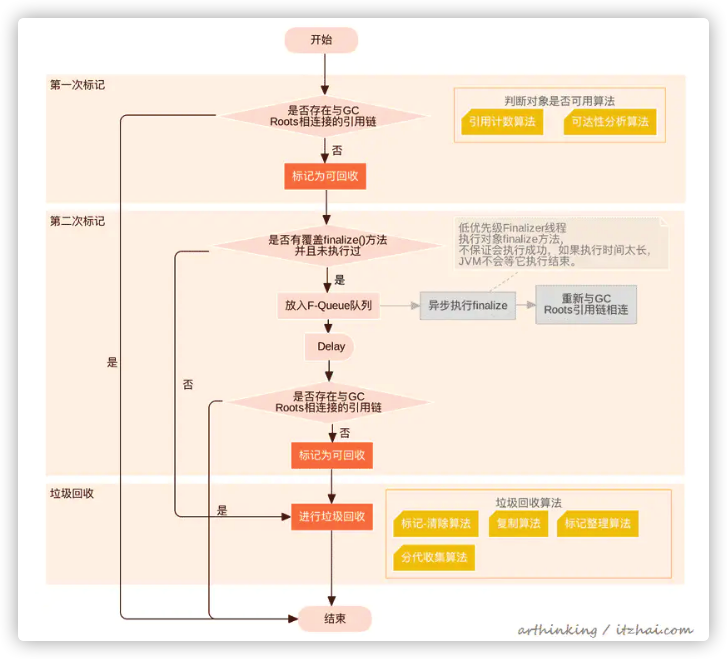 开始
第一次标记
是否存在与GC
Roots相连接的引用链
判断对象是否可用算法
引用计数算法
可达性分析算法
否
标记为可回收
第二次标记
是否有覆盖finalize()方法
并且未执行过
低优先级Finalizer线程
执行对象finalize方法,
不保证会执行成功, 如果执行时间太长,
JVM不会等它执行结束。
是
放入F-Queue队列
异步执行finalize
重新与GC
Roots引用链相连
Delay
是
否
是否存在与GC
Roots相连接的引用链
否
标记为可回收
垃圾回收
是
进行垃圾回收
垃圾回收算法
标记-清除算法
复制算法
标记整理算法
分代收集算法
结束
arthinking / itzhai.com